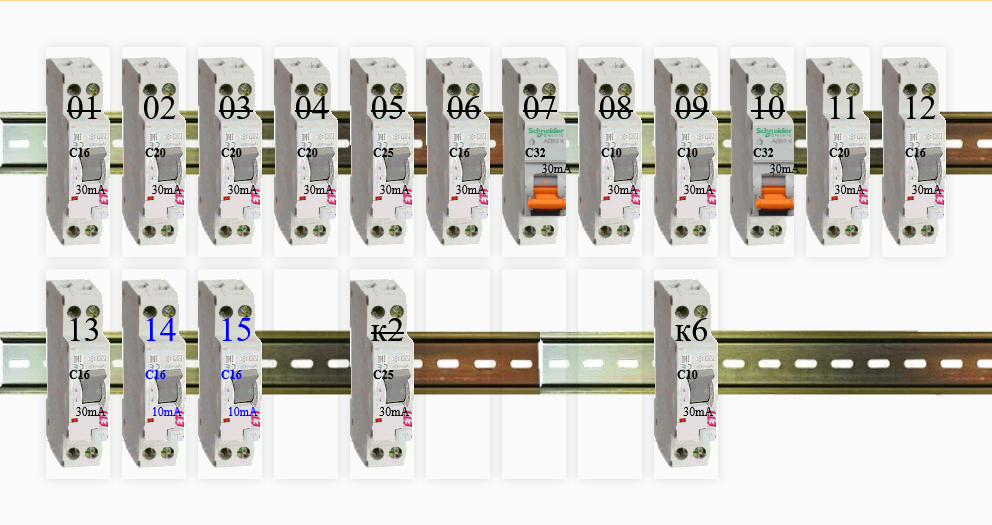 01 02 03 04 05 06 07 08 09 10 11 12
Schneider Schneider
C16 C20 C20 C20 C25 C16 C32 C10 C10 C32 C20 C16
30mA 30mA 30mA 30mA 30mA 30mA 30mA 30mA 30mA 30mA 30mA 30mA
13 14 15 к2 к6
C16 C16 C16 C25 C10
30mA 10mA 10mA 30mA 30mA